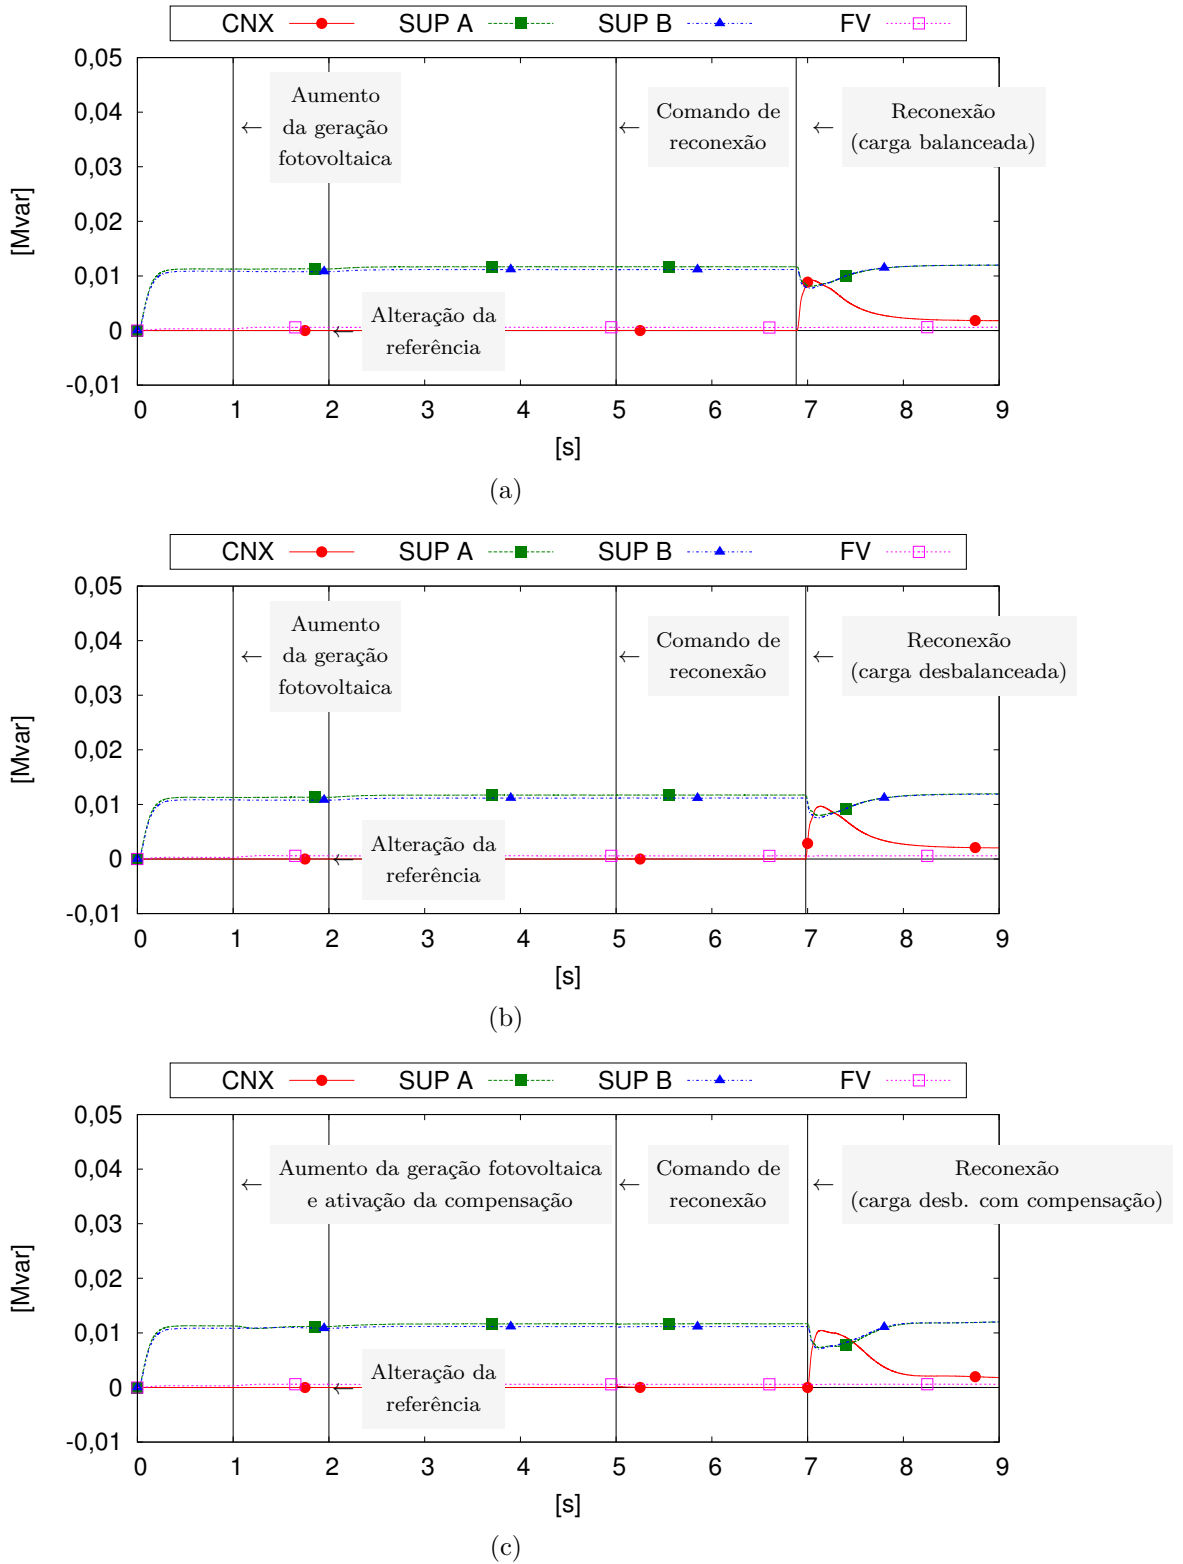 CNX SUP A SUP B FV
0,05
0,04
0,03
0,02
0,01
0
-0,01
[Mvar]
Aumento
da geração
fotovoltaica
Comando de
reconexão
Reconexão
(carga balanceada)
Alteração da
referência
0 1 2 3 4 5 6 7 8 9
[s]
(a)
CNX SUP A SUP B FV
0,05
0,04
0,03
0,02
0,01
0
-0,01
[Mvar]
Aumento
da geração
fotovoltaica
Comando de
reconexão
Reconexão
(carga desbalanceada)
Alteração da
referência
0 1 2 3 4 5 6 7 8 9
[s]
(b)
CNX SUP A SUP B FV
0,05
0,04
0,03
0,02
0,01
0
-0,01
[Mvar]
Aumento da geração fotovoltaica
e ativação da compensação
Comando de
reconexão
Reconexão
(carga desb. com compensação)
Alteração da
referência
0 1 2 3 4 5 6 7 8 9
[s]
(c)